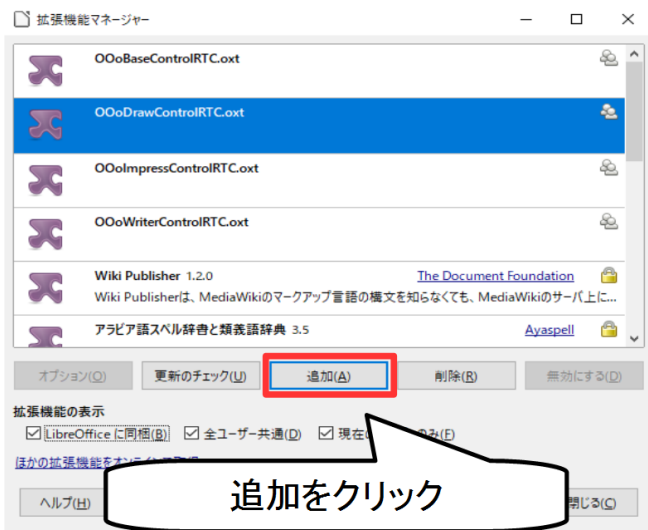 拡張機能マネージャー
OOoBaseControlRTC.oxt
OOoDrawControlRTC.oxt
OOoImpressControlRTC.oxt
OOoWriterControlRTC.oxt
Wiki Publisher 1.2.0 The Document Foundation
Wiki Publisherは、MediaWikiのマークアップ言語の構文を知らなくても、MediaWikiのサーバ上に...
アラビア語スペル辞書と類義語辞典 3.5 Ayaspell
オプション(O) 更新のチェック(U) 追加(A) 削除(R) 無効にする(D)
拡張機能の表示
LibreOffice に同梱(B) 全ユーザー共通(D) 現在 のみ(F)
ほかの拡張機能を
ヘルプ(H) 追加をクリック 閉じる(C)